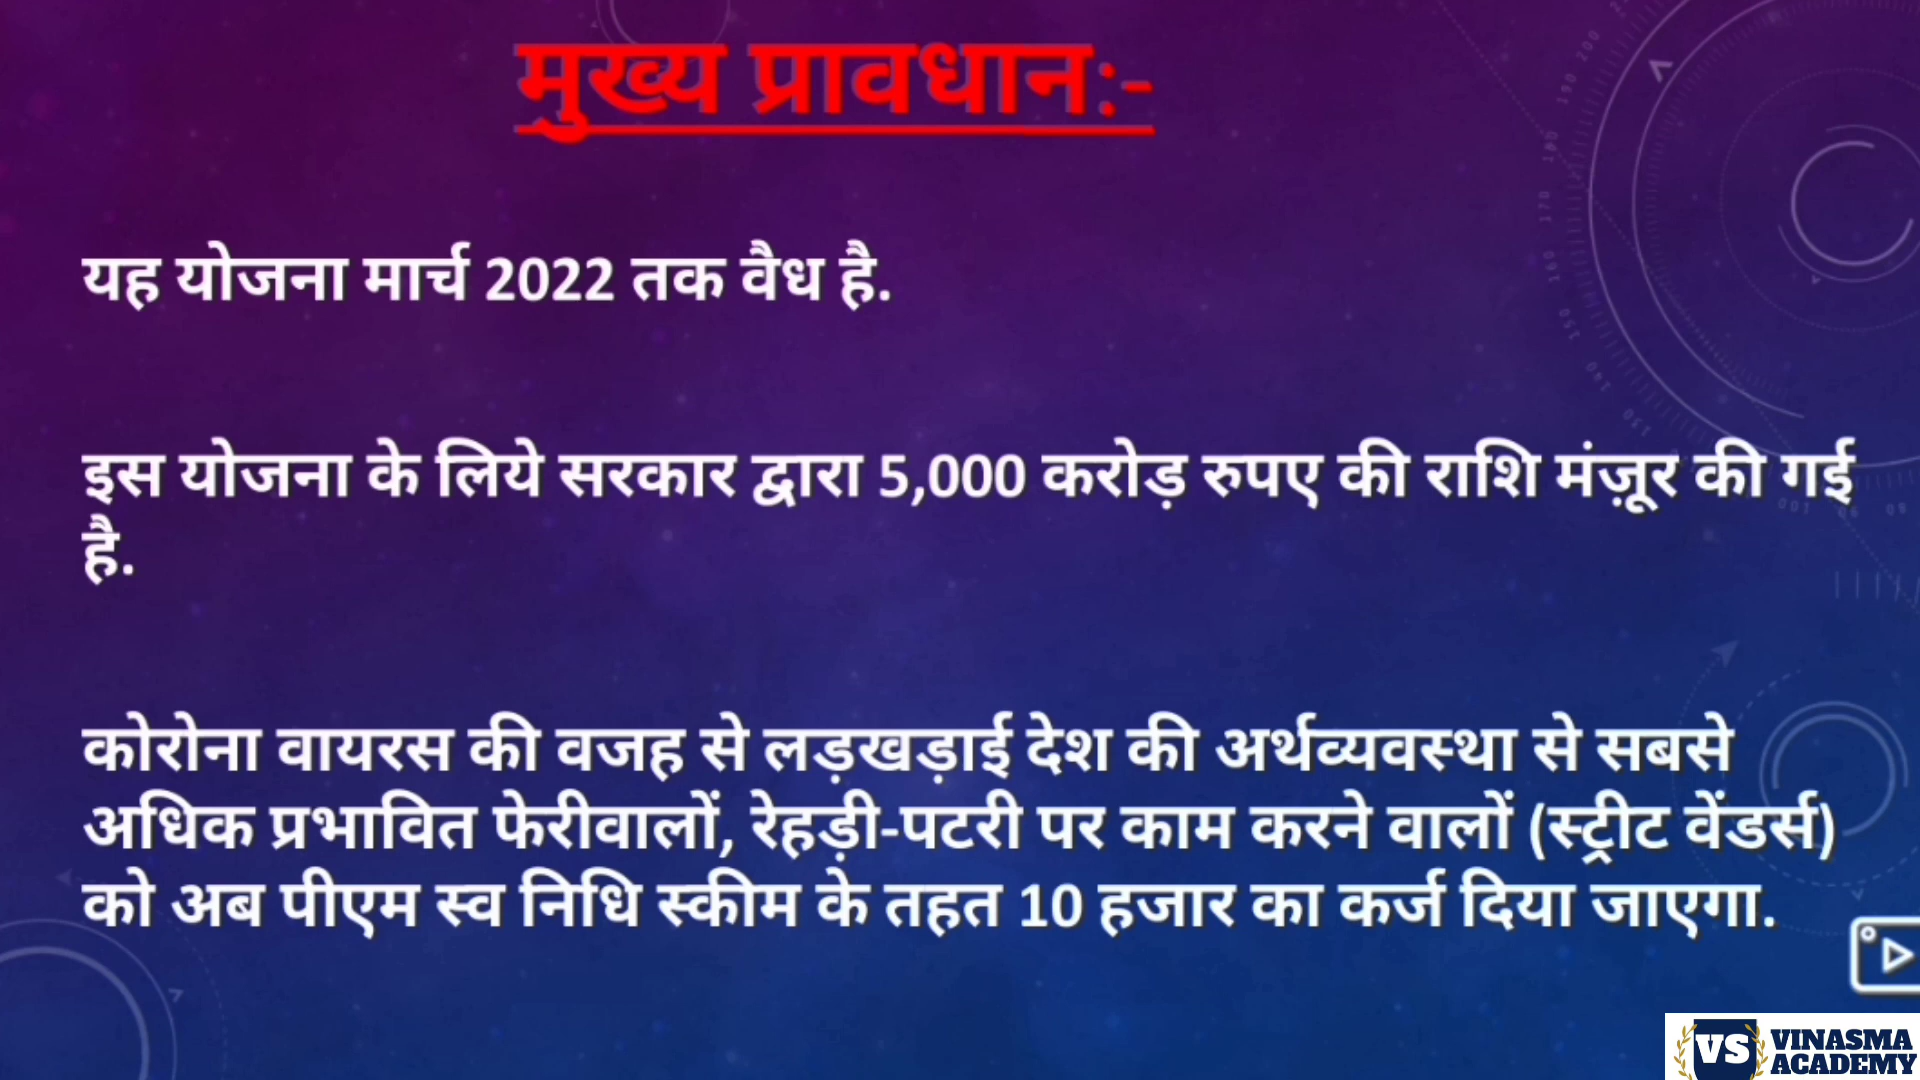 मुख्य प्रावधान:-
यह योजना मार्च 2022 तक वैध है.
इस योजना के लिये सरकार द्वारा 5,000 करोड़ रुपए की राशि मंज़ूर की गई
है.
कोरोना वायरस की वजह से लड़खड़ाई देश की अर्थव्यवस्था से सबसे
अधिक प्रभावित फेरीवालों, रेहड़ी-पटरी पर काम करने वालों (स्ट्रीट वेंडर्स)
को अब पीएम स्व निधि स्कीम के तहत 10 हजार का कर्ज दिया जाएगा.
VS VINASMA
ACADEMY